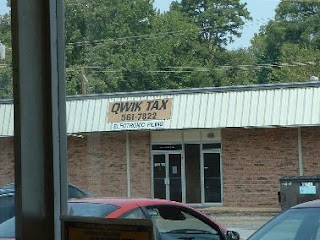 QWIK TAX
561-7822
ELECTRONIC FILING